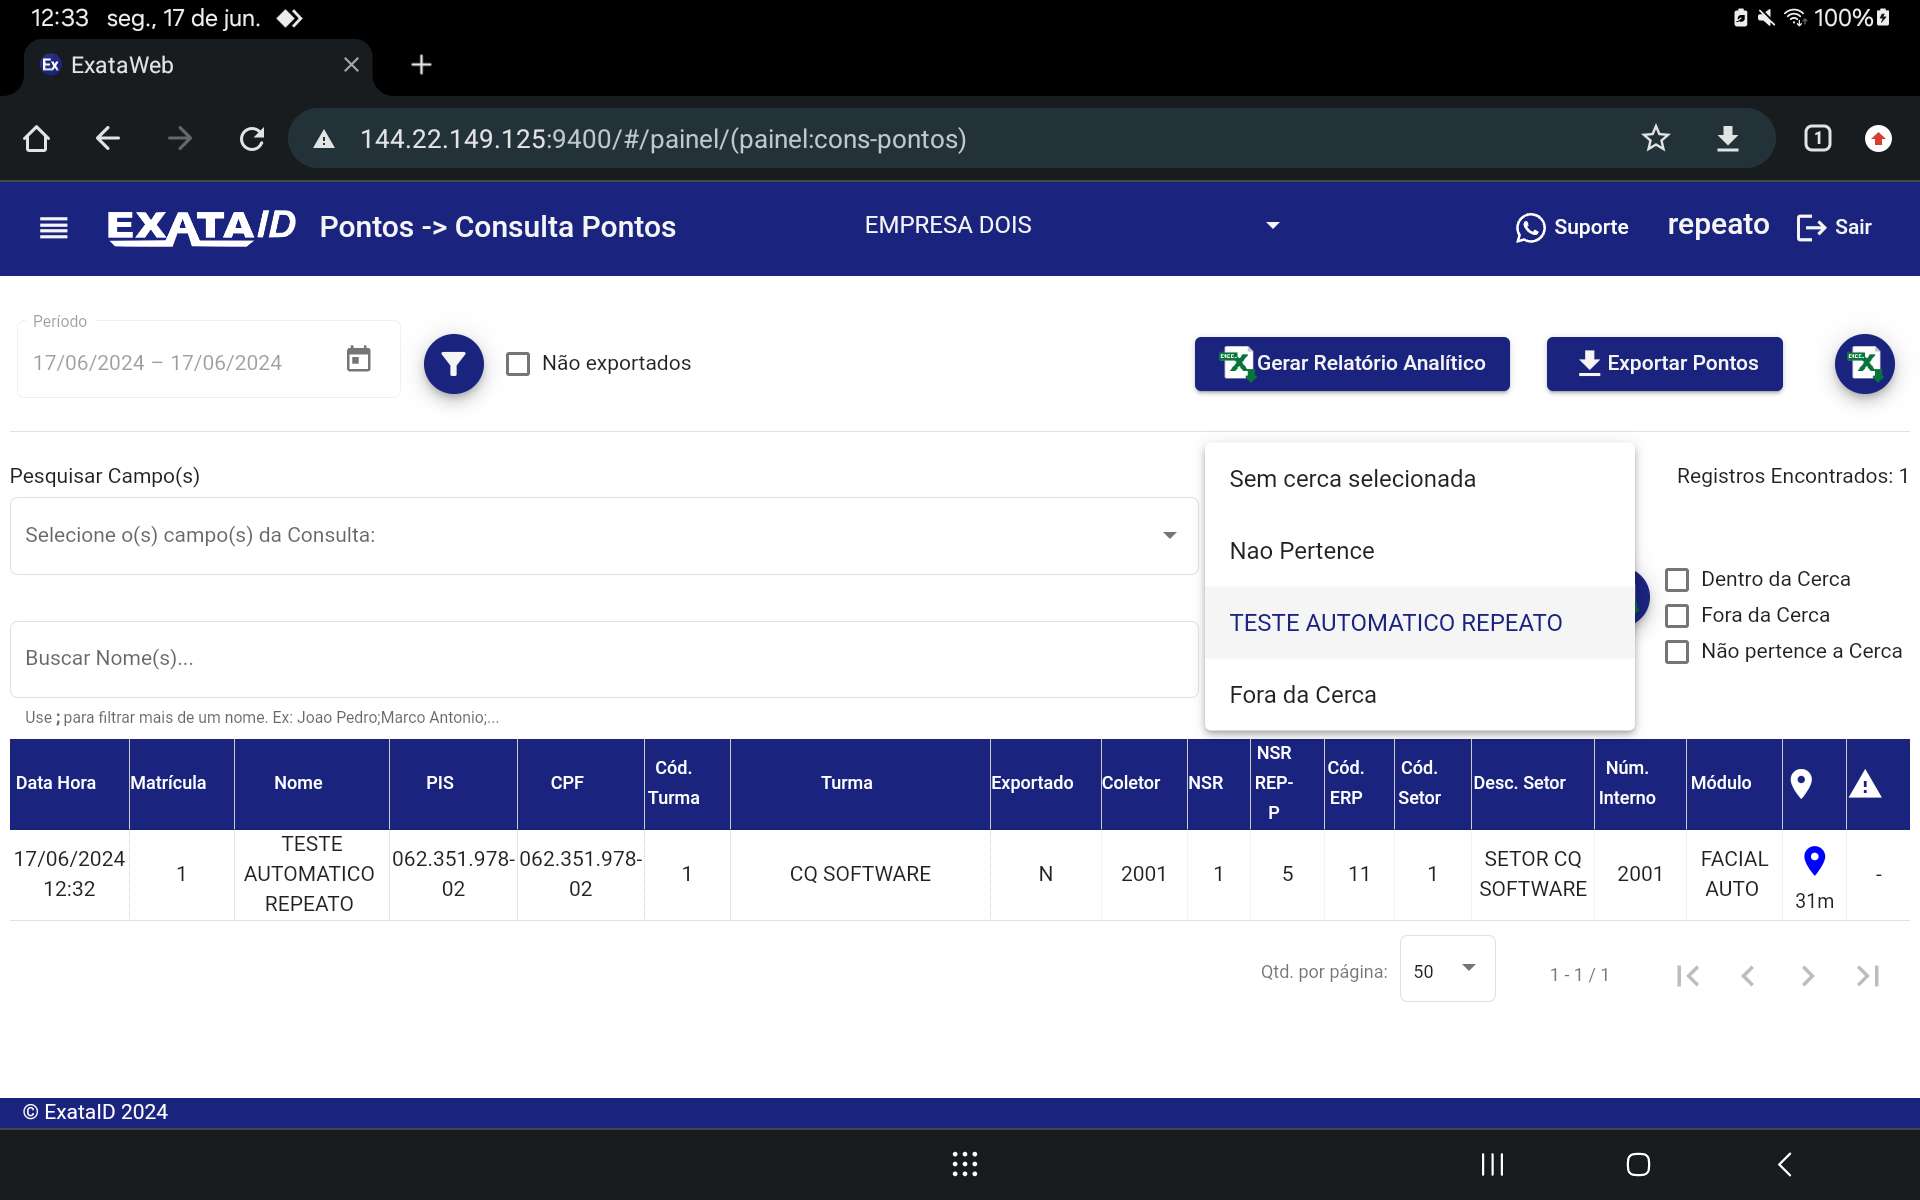 12:33 seg., 17 de jun.
100%
Ex ExataWeb
144.22.149.125:9400/#/painel/(painel:cons-pontos)
1
EXATAID Pontos -> Consulta Pontos EMPRESA DOIS Suporte repeato Sair
Período
17/06/2024 – 17/06/2024
Não exportados
Gerar Relatório Analítico
Exportar Pontos
Pesquisar Campo(s)
Sem cerca selecionada
Registros Encontrados: 1
Selecione o(s) campo(s) da Consulta:
Nao Pertence
Dentro da Cerca
TESTE AUTOMATICO REPEATO
Fora da Cerca
Buscar Nome(s)...
Não pertence a Cerca
Fora da Cerca
Use ; para filtrar mais de um nome. Ex: Joao Pedro;Marco Antonio;...
Data Hora
Matrícula
Nome
PIS
CPF
Cód.
Turma
Turma
Exportado
Coletor
NSR
NSR
REP-
P
Cód.
ERP
Cód.
Setor
Desc. Setor
Núm.
Interno
Módulo
17/06/2024
12:32
1
TESTE
AUTOMATICO
REPEATO
062.351.978-
02
062.351.978-
02
1
CQ SOFTWARE
N
2001
1
5
11
1
SETOR CQ
SOFTWARE
2001
FACIAL
AUTO
31m
-
Qtd. por página: 50 1 - 1 / 1
© ExataID 2024